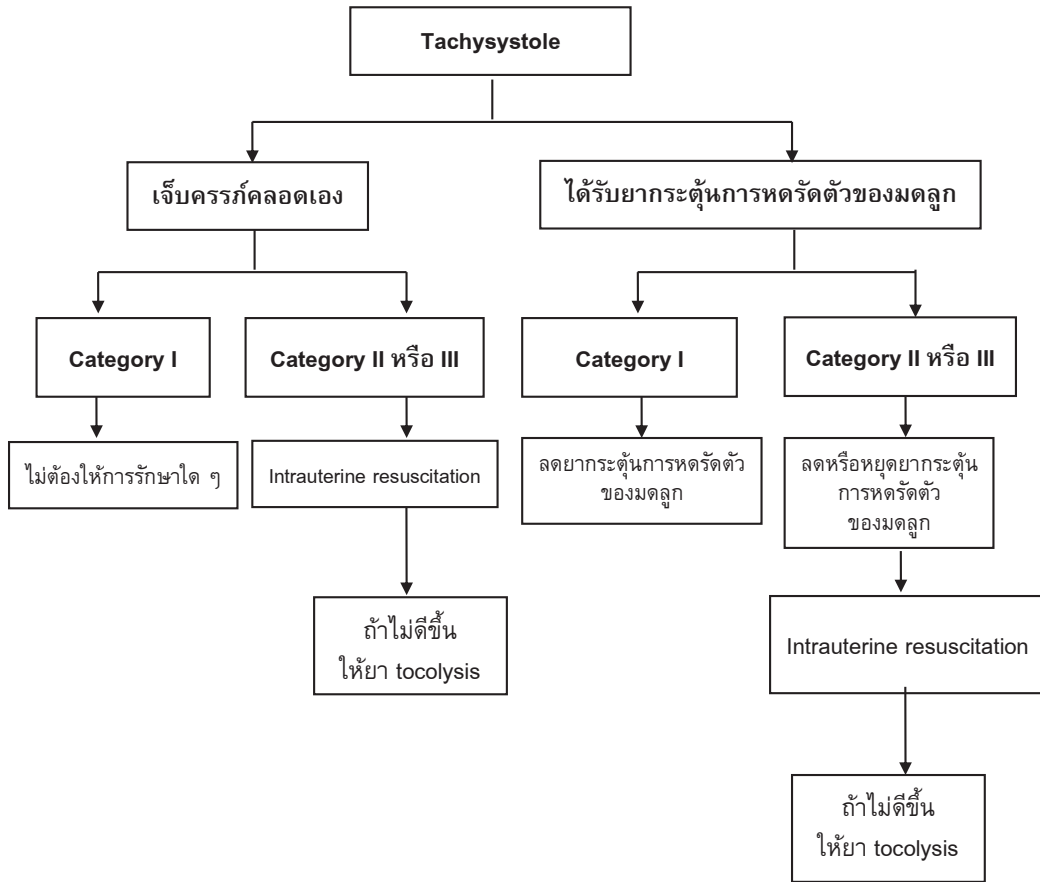 Tachysystole
เจ็บครรภ์คลอดเอง
ได้รับยากระตุ้นการหดรัดตัวของมดลูก
Category I
Category II หรือ III
Category I
Category II หรือ III
ไม่ต้องให้การรักษาใด ๆ
Intrauterine resuscitation
ลดยากระตุ้นการหดรัดตัว
ของมดลูก
ลดหรือหยุดยากระตุ้น
การหดรัดตัว
ของมดลูก
ถ้าไม่ดีขึ้น
ให้ยา tocolysis
Intrauterine resuscitation
ถ้าไม่ดีขึ้น
ให้ยา tocolysis